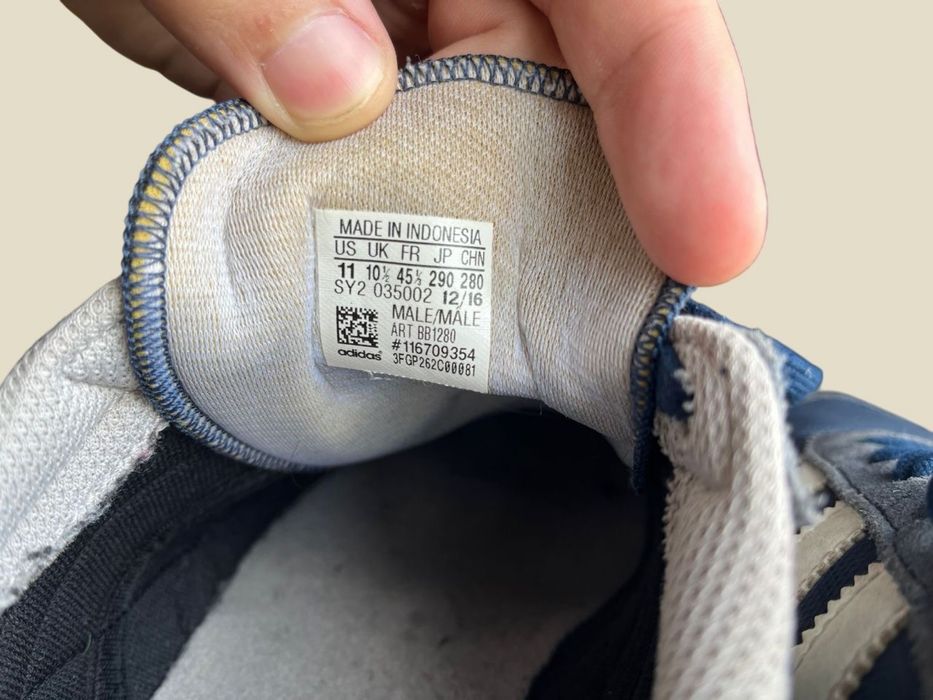 MADE IN INDONESIA
US UK FR JP CHN
11 10½ 45⅓ 290 280
SY2 035002 12/16
MALE/MÂLE
ART BB1280
#116709354
adidas
3FGP262C00081